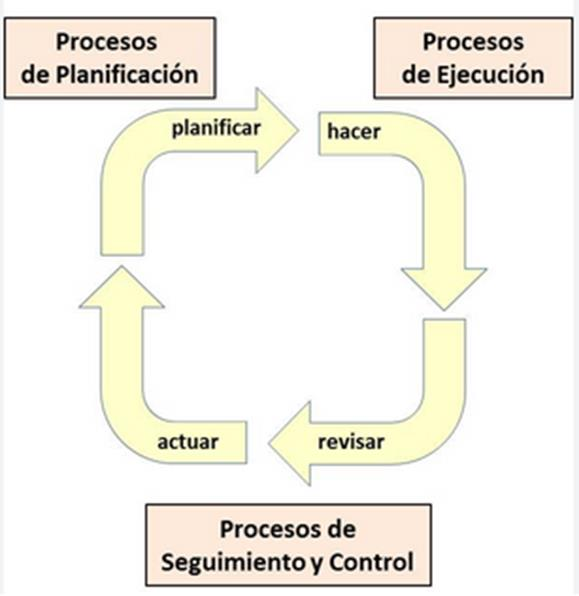 Procesos
de Planificación
Procesos
de Ejecución
planificar
hacer
actuar
revisar
Procesos de
Seguimiento y Control